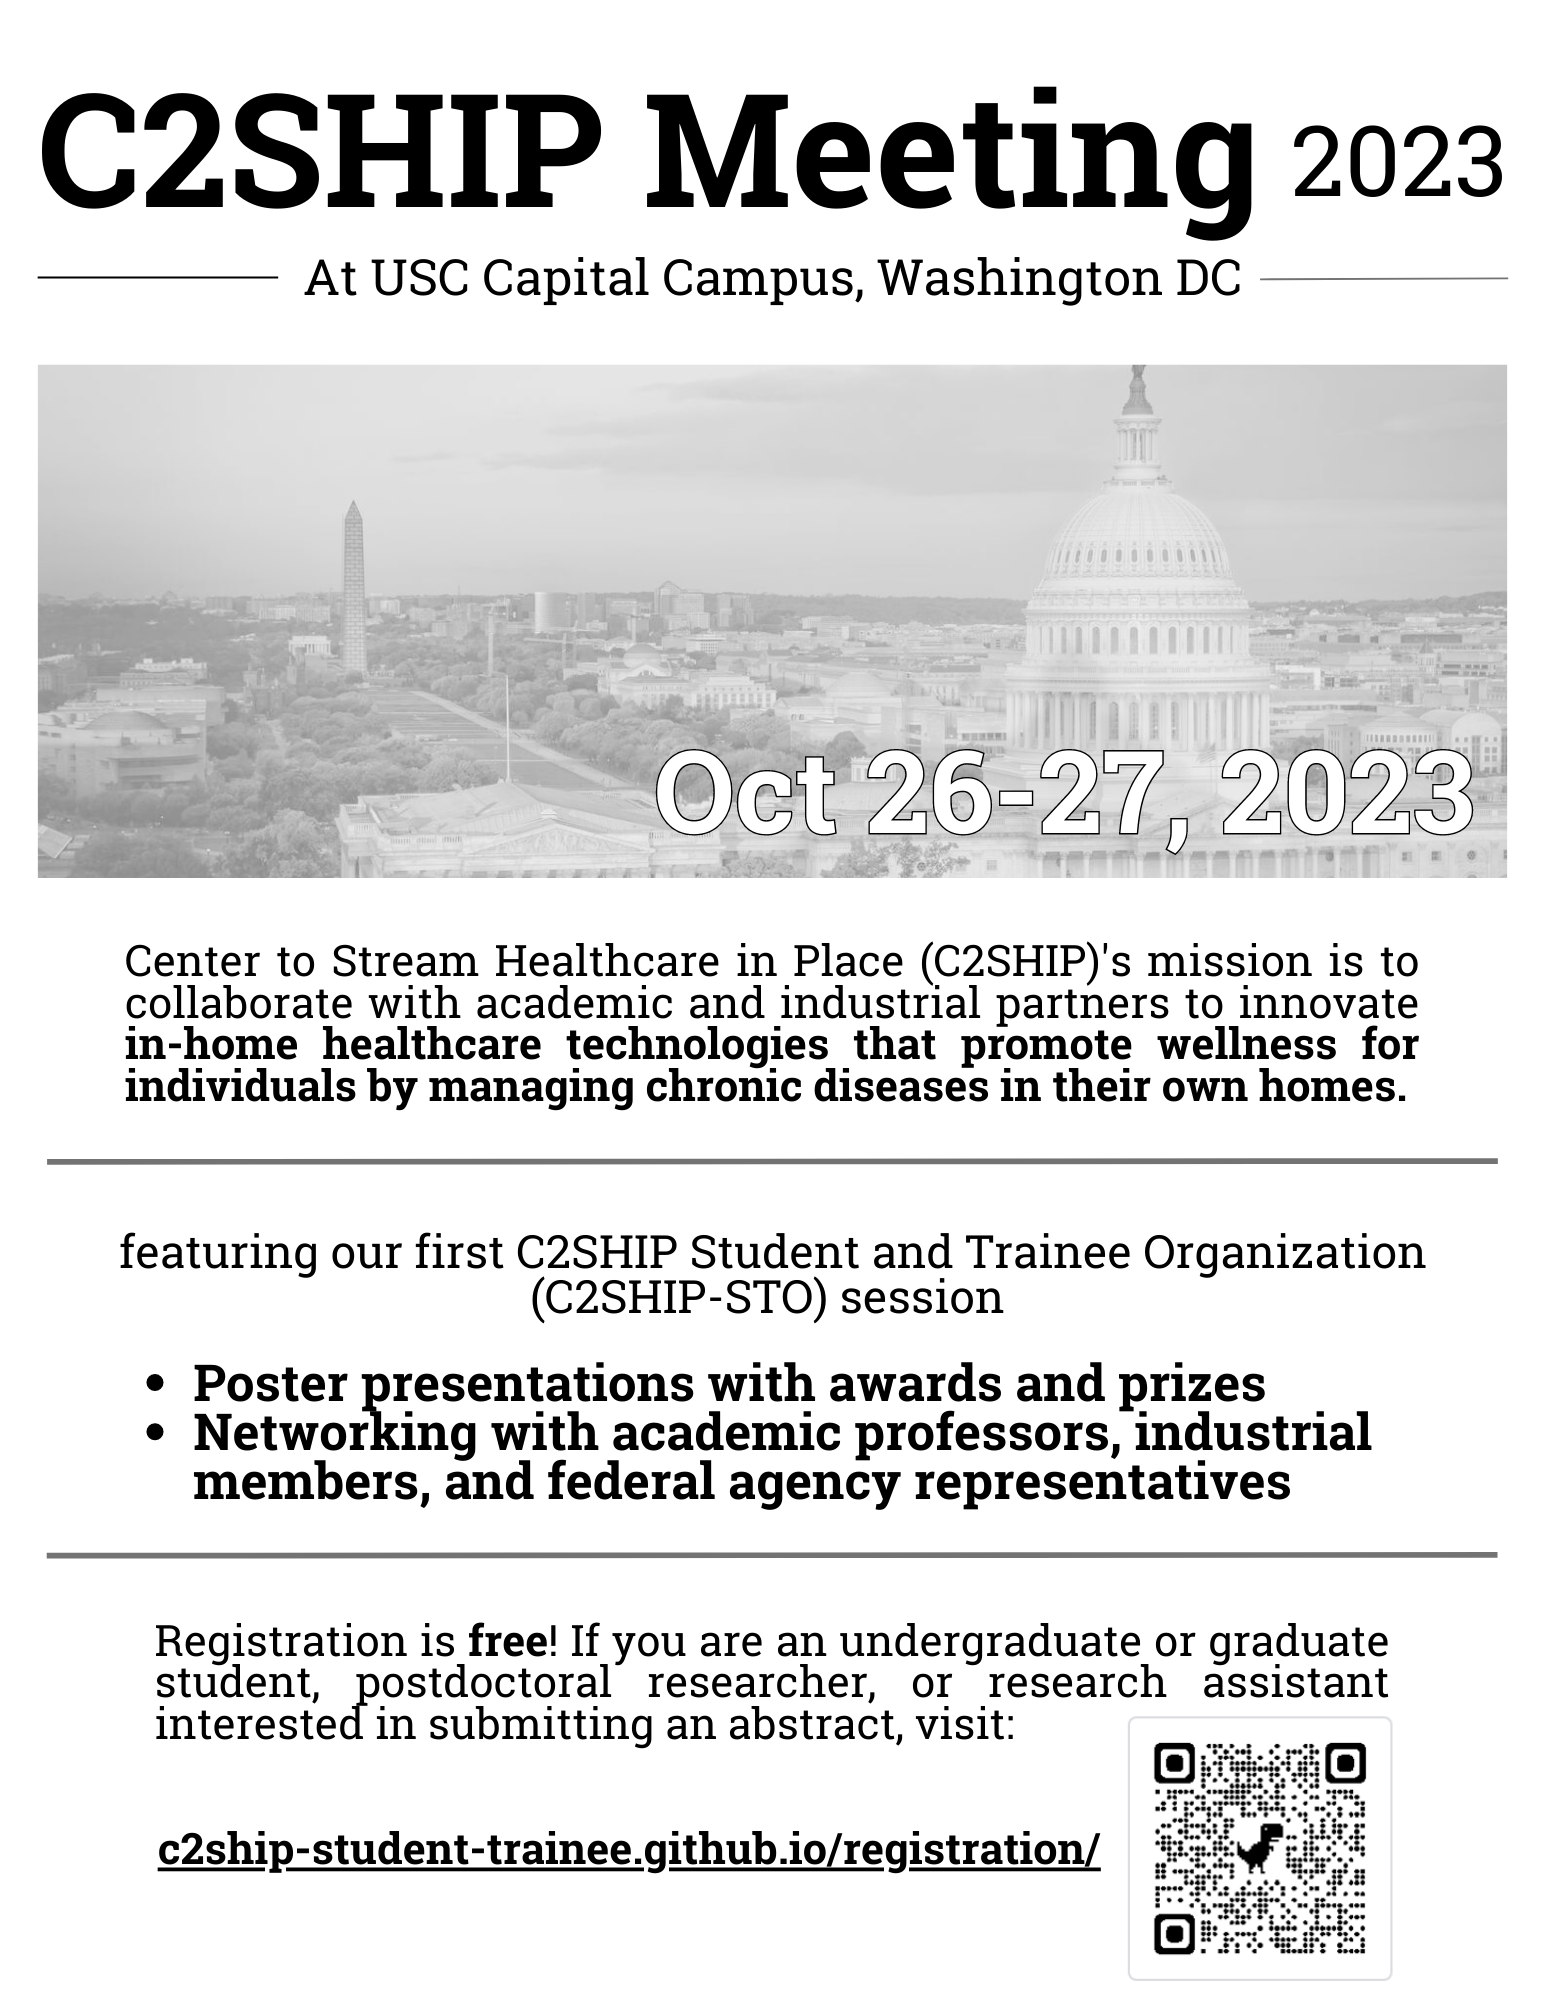 C2SHIP Meeting 2023
At USC Capital Campus, Washington DC
Oct 26-27, 2023
Center to Stream Healthcare in Place (C2SHIP)'s mission is to
collaborate with academic and industrial partners to innovate
in-home healthcare technologies that promote wellness for
individuals by managing chronic diseases in their own homes.
featuring our first C2SHIP Student and Trainee Organization
(C2SHIP-STO) session
• Poster presentations with awards and prizes
• Networking with academic professors, industrial
members, and federal agency representatives
Registration is free! If you are an undergraduate or graduate
student, postdoctoral researcher, or research assistant
interested in submitting an abstract, visit:
c2ship-student-trainee.github.io/registration/